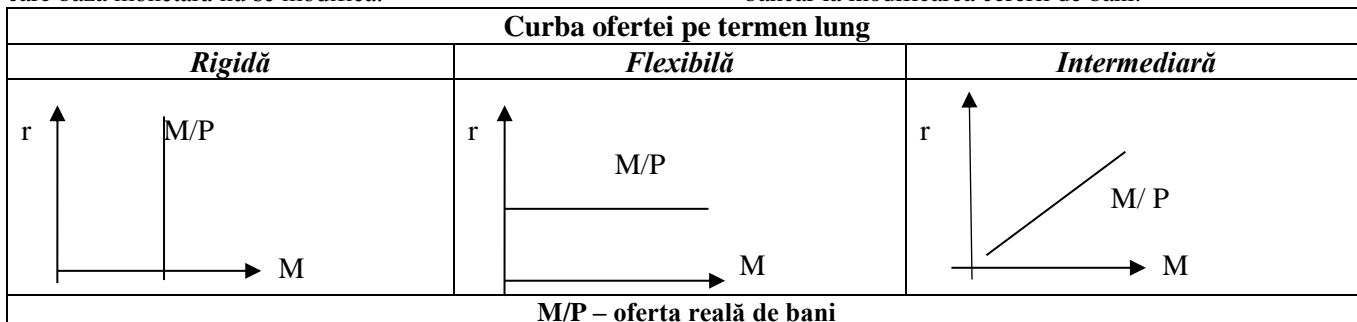 Curba ofertei pe termen lung
Rigidă Flexibilă Intermediară
r M/P r M/P r M/ P
M M M
M/P – oferta reală de bani